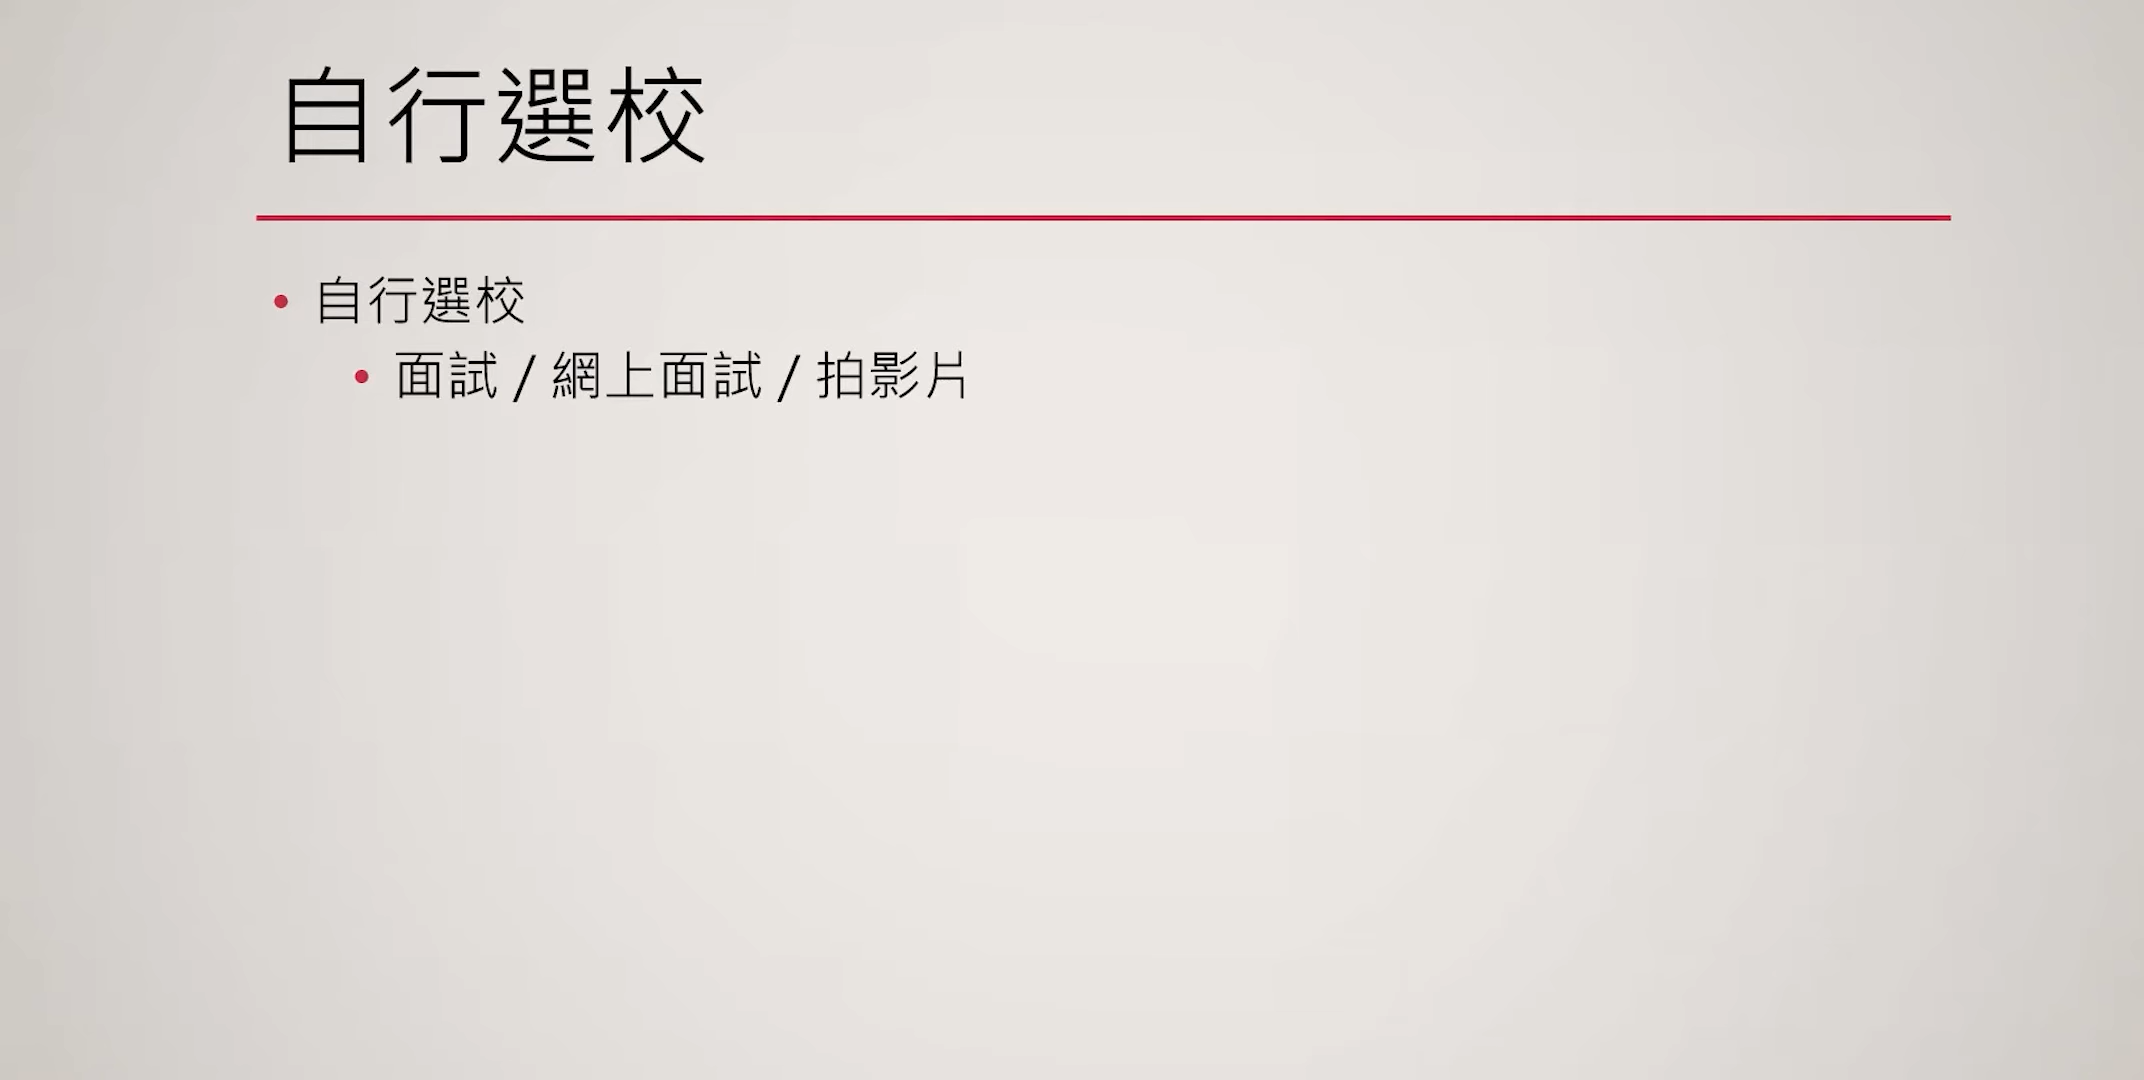 自行選校
• 自行選校
• 面試 / 網上面試 / 拍影片